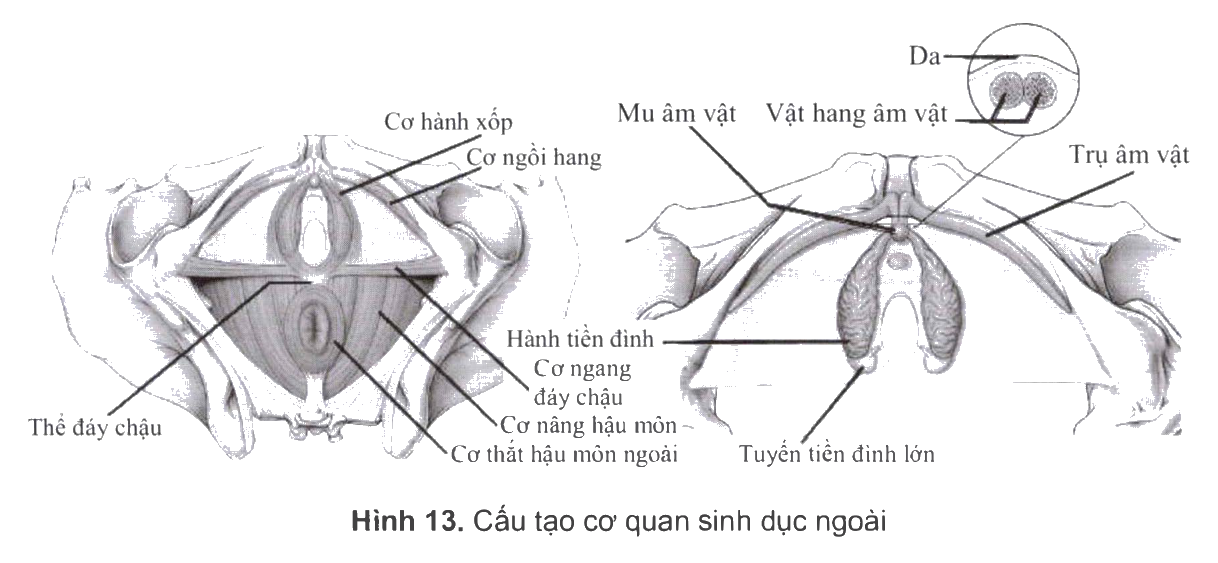 Cơ hành xốp
Cơ ngồi hang
Thể đáy chậu
Cơ ngang
đáy chậu
Cơ nâng hậu môn
Cơ thắt hậu môn ngoài
Da
Mu âm vật
Vật hang âm vật
Trụ âm vật
Hành tiền đình
Tuyến tiền đình lớn
Hình 13. Cấu tạo cơ quan sinh dục ngoài